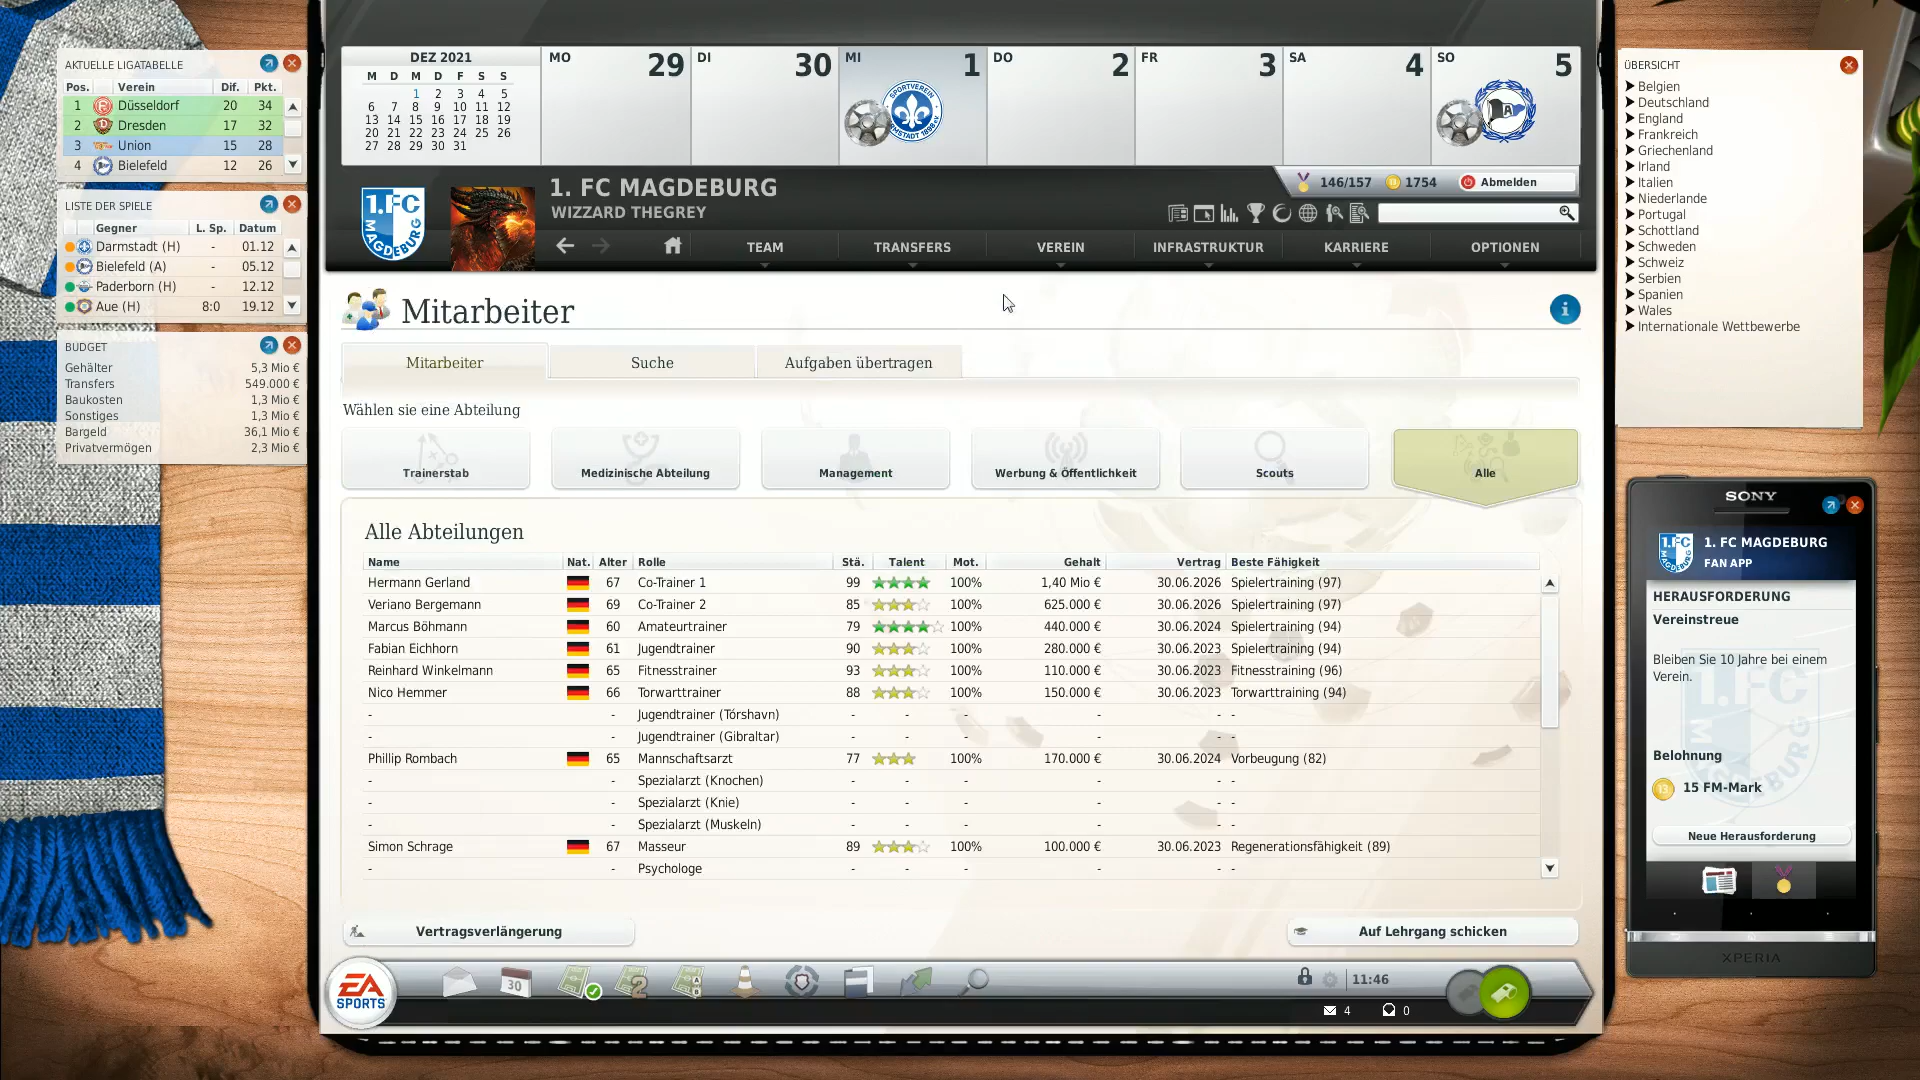 AKTUELLE LIGATABELLE
Pos. Verein Dif. Pkt.
1 Düsseldorf 20 34
2 Dresden 17 32
3 Union 15 28
4 Bielefeld 12 26
LISTE DER SPIELE
Gegner L. Sp. Datum
Darmstadt (H) - 01.12
Bielefeld (A) - 05.12
Paderborn (H) - 12.12
Aue (H) 8:0 19.12
BUDGET
Gehälter 5,3 Mio €
Transfers 549.000 €
Baukosten 1,3 Mio €
Sonstiges 1,3 Mio €
Bargeld 36,1 Mio €
Privatvermögen 2,3 Mio €
DEZ 2021
M D M D F S S
1 2 3 4 5
6 7 8 9 10 11 12
13 14 15 16 17 18 19
20 21 22 23 24 25 26
27 28 29 30 31
MO 29 DI 30 MI 1 DO 2 FR 3 SA 4 SO 5
146/157 1754 Abmelden
1. FC MAGDEBURG
WIZZARD THEGREY
1.FC
MAGDEBURG
TEAM TRANSFERS VEREIN INFRASTRUKTUR KARRIERE OPTIONEN
Mitarbeiter
Mitarbeiter Suche Aufgaben übertragen
Wählen sie eine Abteilung
Trainerstab Medizinische Abteilung Management Werbung & Öffentlichkeit Scouts Alle
Alle Abteilungen
Name Nat. Alter Rolle Stä. Talent Mot. Gehalt Vertrag Beste Fähigkeit
Hermann Gerland 67 Co-Trainer 1 99 100% 1,40 Mio € 30.06.2026 Spielertraining (97)
Veriano Bergemann 69 Co-Trainer 2 85 100% 625.000 € 30.06.2026 Spielertraining (97)
Marcus Böhmann 60 Amateurtrainer 79 100% 440.000 € 30.06.2024 Spielertraining (94)
Fabian Eichhorn 61 Jugendtrainer 90 100% 280.000 € 30.06.2023 Spielertraining (94)
Reinhard Winkelmann 65 Fitnesstrainer 93 100% 110.000 € 30.06.2023 Fitnesstraining (96)
Nico Hemmer 66 Torwarttrainer 88 100% 150.000 € 30.06.2023 Torwarttraining (94)
- - Jugendtrainer (Tórshavn) - - - - - -
- - Jugendtrainer (Gibraltar) - - - - - -
Phillip Rombach 65 Mannschaftsarzt 77 100% 170.000 € 30.06.2024 Vorbeugung (82)
- - Spezialarzt (Knochen) - - - - - -
- - Spezialarzt (Knie) - - - - - -
- - Spezialarzt (Muskeln) - - - - - -
Simon Schrage 67 Masseur 89 100% 100.000 € 30.06.2023 Regenerationsfähigkeit (89)
- - Psychologe - - - - - -
Vertragsverlängerung Auf Lehrgang schicken
EA
SPORTS
30
2
11:46
4 0
ÜBERSICHT
Belgien
Deutschland
England
Frankreich
Griechenland
Irland
Italien
Niederlande
Portugal
Schottland
Schweden
Schweiz
Serbien
Spanien
Wales
Internationale Wettbewerbe
SONY
1. FC MAGDEBURG
FAN APP
HERAUSFORDERUNG
Vereinstreue
Bleiben Sie 10 Jahre bei einem
Verein.
Belohnung
15 FM-Mark
Neue Herausforderung
XPERIA